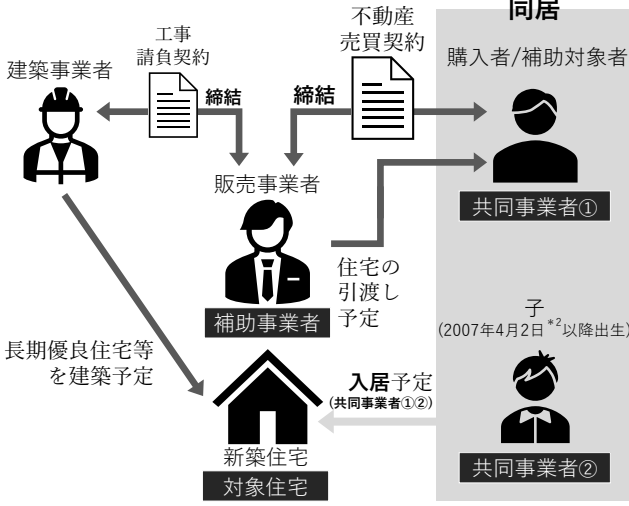 同居
工事
請負契約
不動産
売買契約
建築事業者
購入者/補助対象者
締結
締結
販売事業者
共同事業者①
住宅の
引渡し
予定
補助事業者
子
(2007年4月2日*2以降出生)
長期優良住宅等
を建築予定
入居予定
(共同事業者①②)
新築住宅
対象住宅
共同事業者②